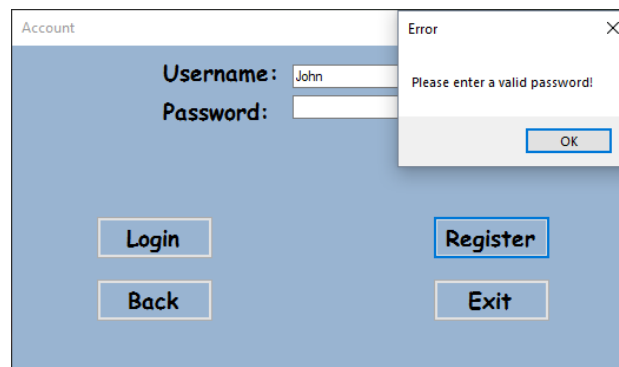 Account
Error
Username: John
Please enter a valid password!
Password:
OK
Login Register
Back Exit